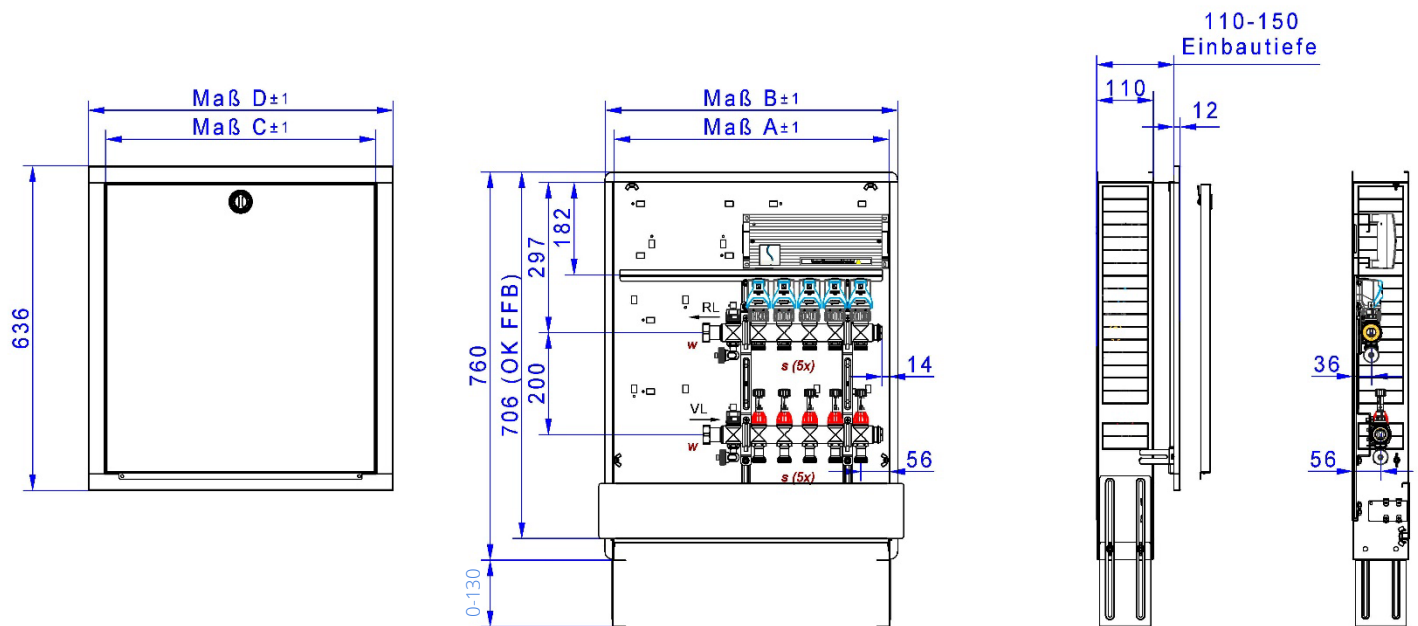 Maß D±1
Maß C±1
636
Maß B±1
Maß A±1
760
706 (OK FFB)
297
182
200
0-130
RL
w
s (5x)
14
VL
w
56
s (5x)
110-150
Einbautiefe
110
12
36
56